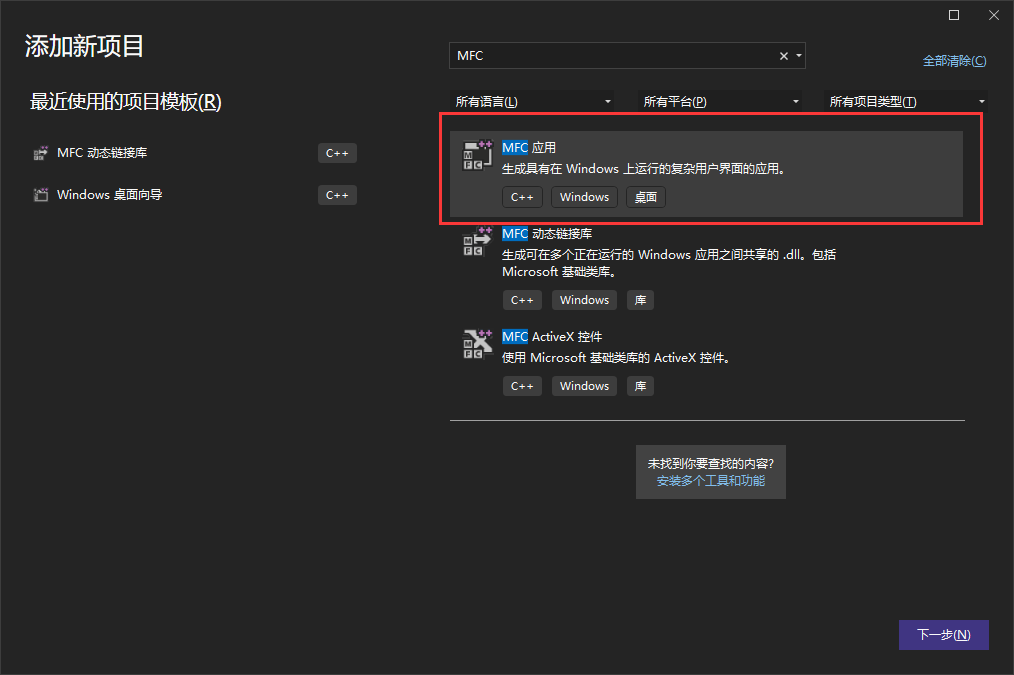 添加新项目
MFC
全部清除(C)
最近使用的项目模板(R)
MFC 动态链接库
C++
Windows 桌面向导
C++
所有语言(L)
所有平台(P)
所有项目类型(T)
MFC 应用
生成具有在 Windows 上运行的复杂用户界面的应用。
C++
Windows
桌面
MFC 动态链接库
生成可在多个正在运行的 Windows 应用之间共享的 .dll。包括
Microsoft 基础类库。
C++
Windows
库
MFC ActiveX 控件
使用 Microsoft 基础类库的 ActiveX 控件。
C++
Windows
库
未找到你要查找的内容?
安装多个工具和功能
下一步(N)